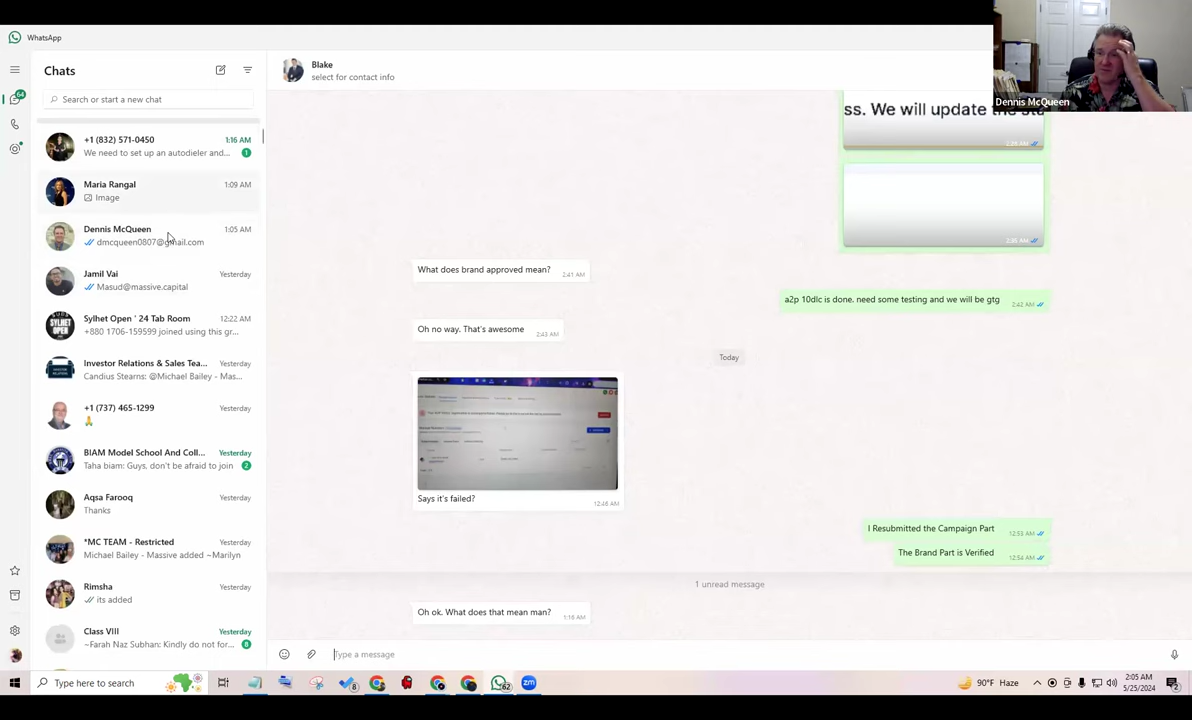 WhatsApp
Chats
Search or start a new chat
+1 (832) 571-0450
1:16 AM
We need to set up an autodieler and...
1
Maria Rangal
1:09 AM
Image
Dennis McQueen
1:05 AM
dmcqueen0807@gmail.com
Jamil Vai
Yesterday
Masud@massive.capital
Sylhet Open ' 24 Tab Room
12:22 AM
+880 1706-159599 joined using this gr...
Investor Relations & Sales Tea...
Yesterday
Candius Stearns: @Michael Bailey - Mas...
+1 (737) 465-1299
Yesterday
🙏
BIAM Model School And Coll...
Yesterday
Taha biam: Guys, don't be afraid to join
2
Aqsa Farooq
Yesterday
Thanks
*MC TEAM - Restricted
Yesterday
Michael Bailey - Massive added ~Marilyn
Rimsha
Yesterday
its added
Class VIII
Yesterday
~Farah Naz Subhan: Kindly do not for...
8
64
Blake
select for contact info
ss. We will update the sta
What does brand approved mean?
2:41 AM
a2p 10dlc is done. need some testing and we will be gtg
2:42 AM
Oh no way. That's awesome
2:43 AM
Today
Says it's failed?
12:46 AM
I Resubmitted the Campaign Part
12:53 AM
The Brand Part is Verified
12:54 AM
1 unread message
Oh ok. What does that mean man?
1:16 AM
Type a message
Dennis McQueen
Type here to search
8
62
zm
90°F Haze
2:05 AM
5/25/2024
2